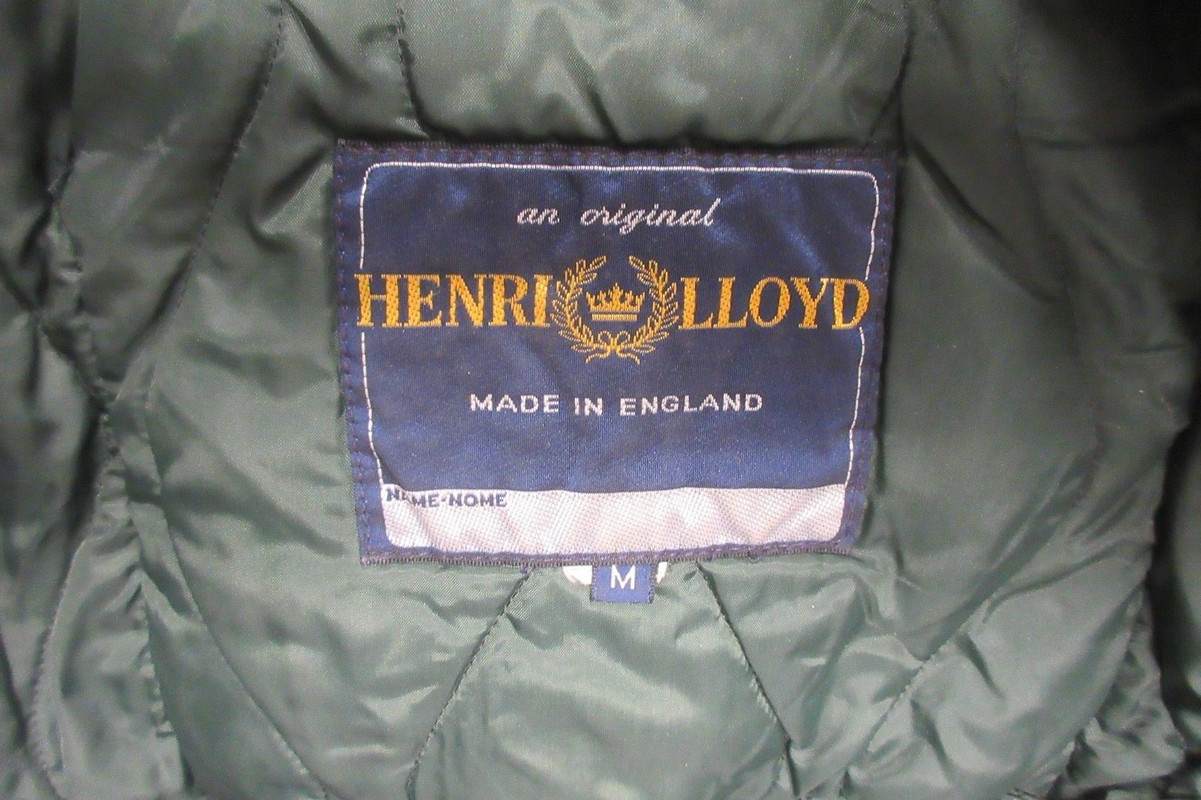 an original
HENRI LLOYD
MADE IN ENGLAND
NAME-NOME
M